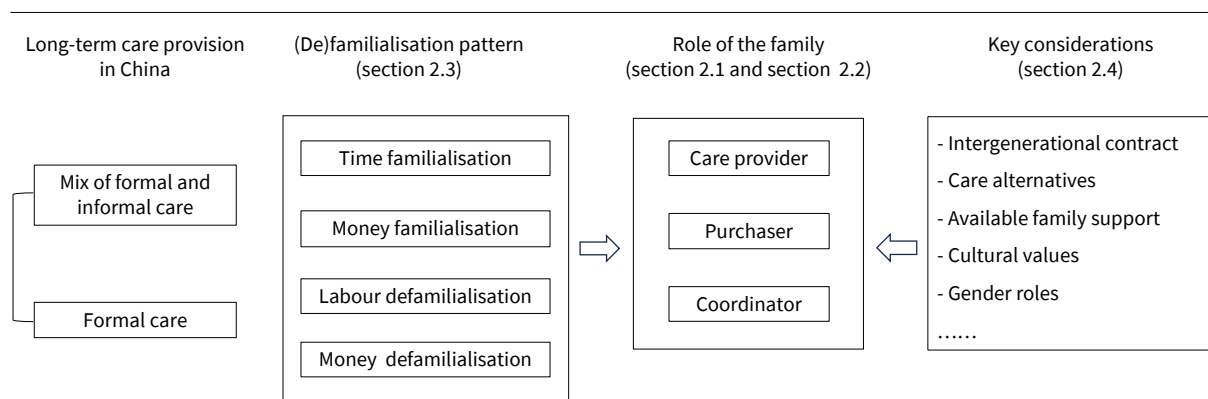 Long-term care provision
in China
(De)familialisation pattern
(section 2.3)
Role of the family
(section 2.1 and section 2.2)
Key considerations
(section 2.4)
Mix of formal and
informal care
Formal care
Time familialisation
Money familialisation
Labour defamilialisation
Money defamilialisation
Care provider
Purchaser
Coordinator
- Intergenerational contract
- Care alternatives
- Available family support
- Cultural values
- Gender roles
……